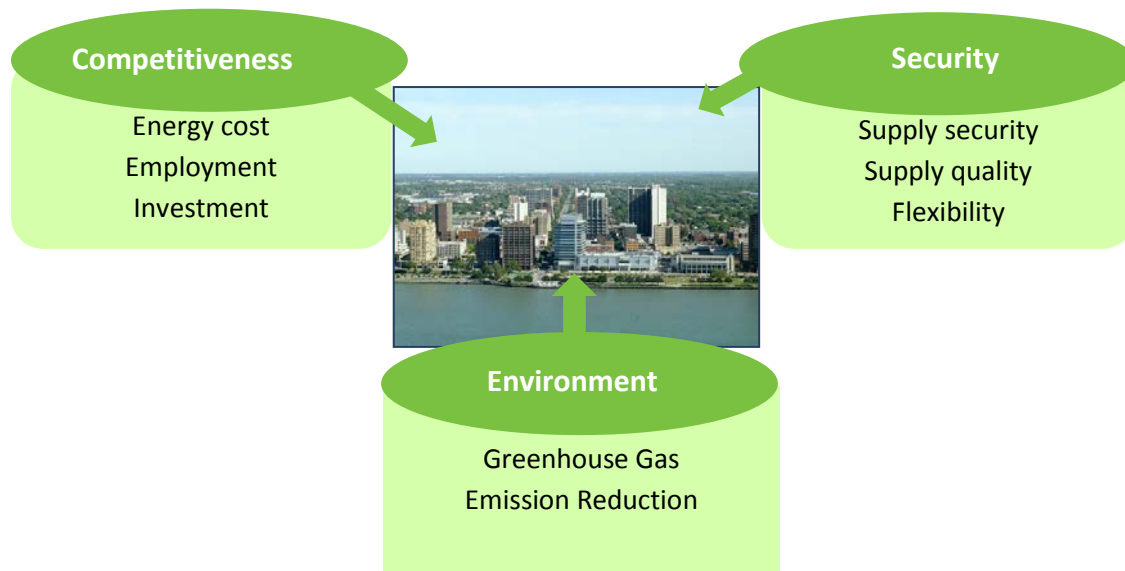 Competitiveness
Energy cost
Employment
Investment
Security
Supply security
Supply quality
Flexibility
Environment
Greenhouse Gas
Emission Reduction